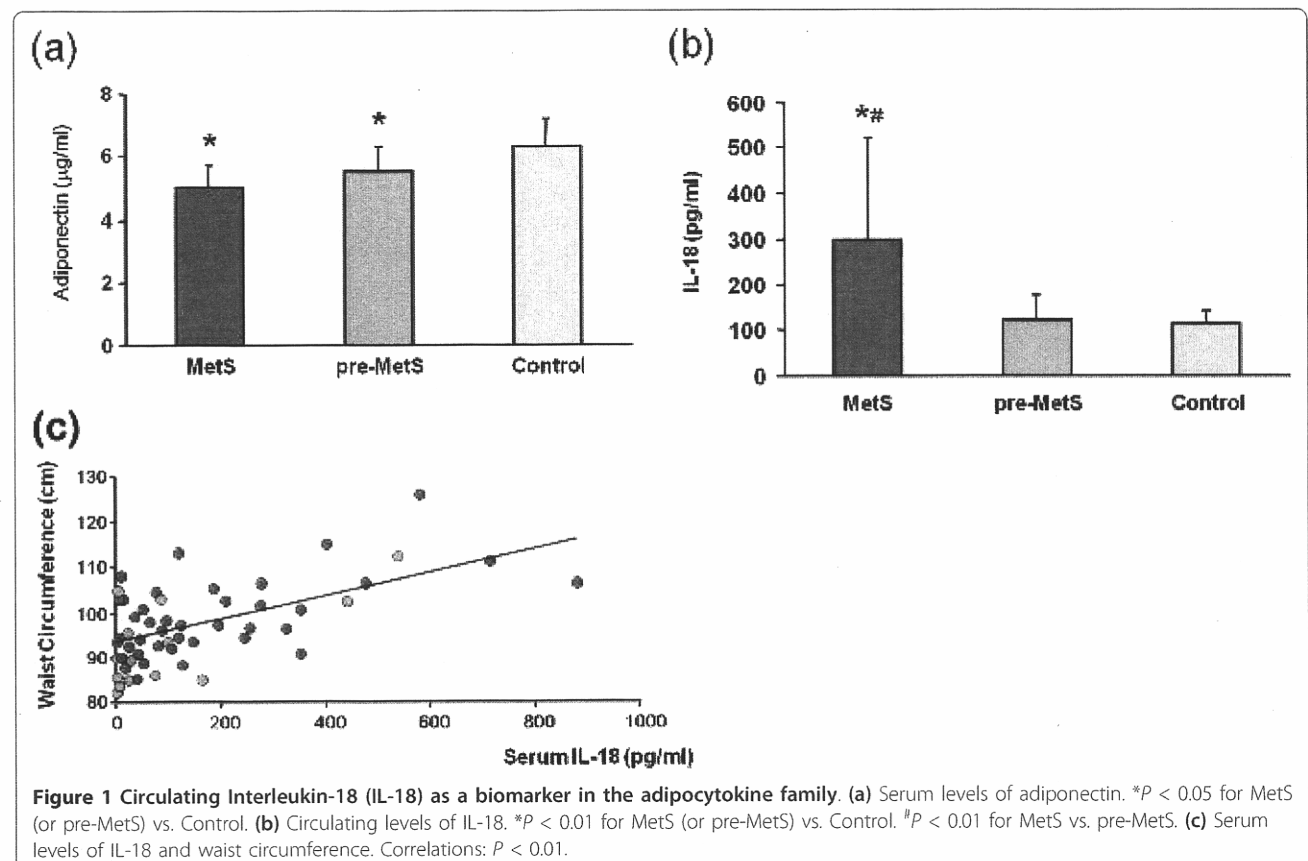 (a)
Adiponectin (µg/ml)
8
6
4
2
0
*
*
MetS
pre-MetS
Control
(b)
IL-18 (pg/ml)
600
500
400
300
200
100
0
*#
MetS
pre-MetS
Control
(c)
Waist Circumference (cm)
130
120
110
100
90
80
0
200
400
600
800
1000
Serum IL-18 (pg/ml)
Figure 1 Circulating Interleukin-18 (IL-18) as a biomarker in the adipocytokine family. (a) Serum levels of adiponectin. *P < 0.05 for MetS
(or pre-MetS) vs. Control. (b) Circulating levels of IL-18. *P < 0.01 for MetS (or pre-MetS) vs. Control. #P < 0.01 for MetS vs. pre-MetS. (c) Serum
levels of IL-18 and waist circumference. Correlations: P < 0.01.